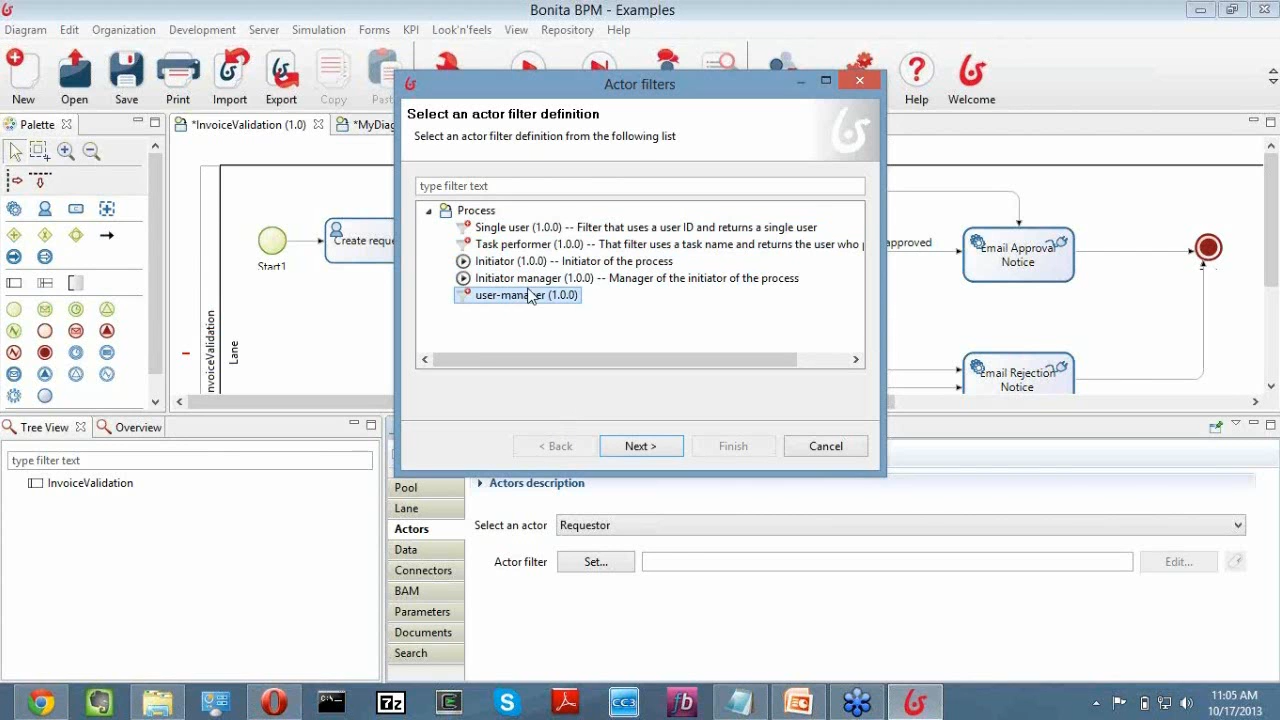 Bonita BPM - Examples
Diagram Edit Organization Development Server Simulation Forms KPI Look'n'feels View Repository Help
New Open Save Print Import Export Copy Help Welcome
Palette
*InvoiceValidation (1.0)
Actor filters
Select an actor filter definition
Select an actor filter definition from the following list
type filter text
Process
Single user (1.0.0) -- Filter that uses a user ID and returns a single user
Task performer (1.0.0) -- That filter uses a task name and returns the user who
Initiator (1.0.0) -- Initiator of the process
Initiator manager (1.0.0) -- Manager of the initiator of the process
user-manager (1.0.0)
< Back Next > Finish Cancel
Start1
Create
Lane
approved
Email Approval
Notice
Email Rejection
Notice
Tree View Overview
type filter text
InvoiceValidation
Pool
Lane
Actors
Data
Connectors
BAM
Parameters
Documents
Search
Actors description
Select an actor Requestor
Actor filter Set... Edit...
7z
CC3
fb
11:05 AM
10/17/2013